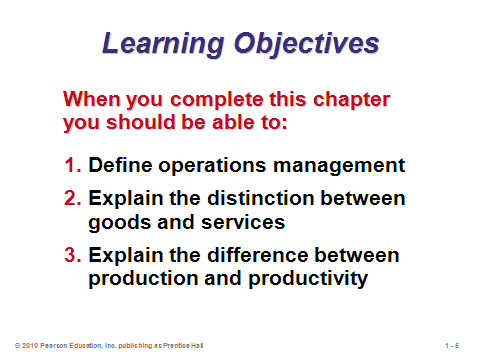 Learning Objectives
When you complete this chapter
you should be able to:
1. Define operations management
2. Explain the distinction between
goods and services
3. Explain the difference between
production and productivity
© 2010 Pearson Education, Inc. publishing as Prentice Hall
1 - 5